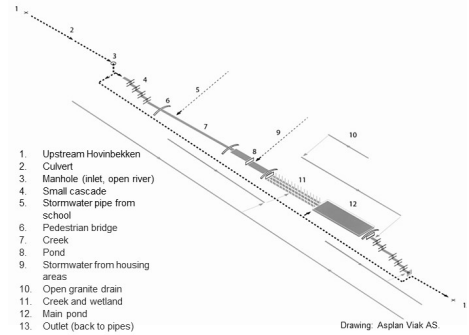 1
2
3
4
5
6
7
8
9
10
11
12
1
1. Upstream Hovinbekken
2. Culvert
3. Manhole (inlet, open river)
4. Small cascade
5. Stormwater pipe from
school
6. Pedestrian bridge
7. Creek
8. Pond
9. Stormwater from housing
areas
10. Open granite drain
11. Creek and wetland
12. Main pond
13. Outlet (back to pipes)
Drawing: Asplan Viak AS.